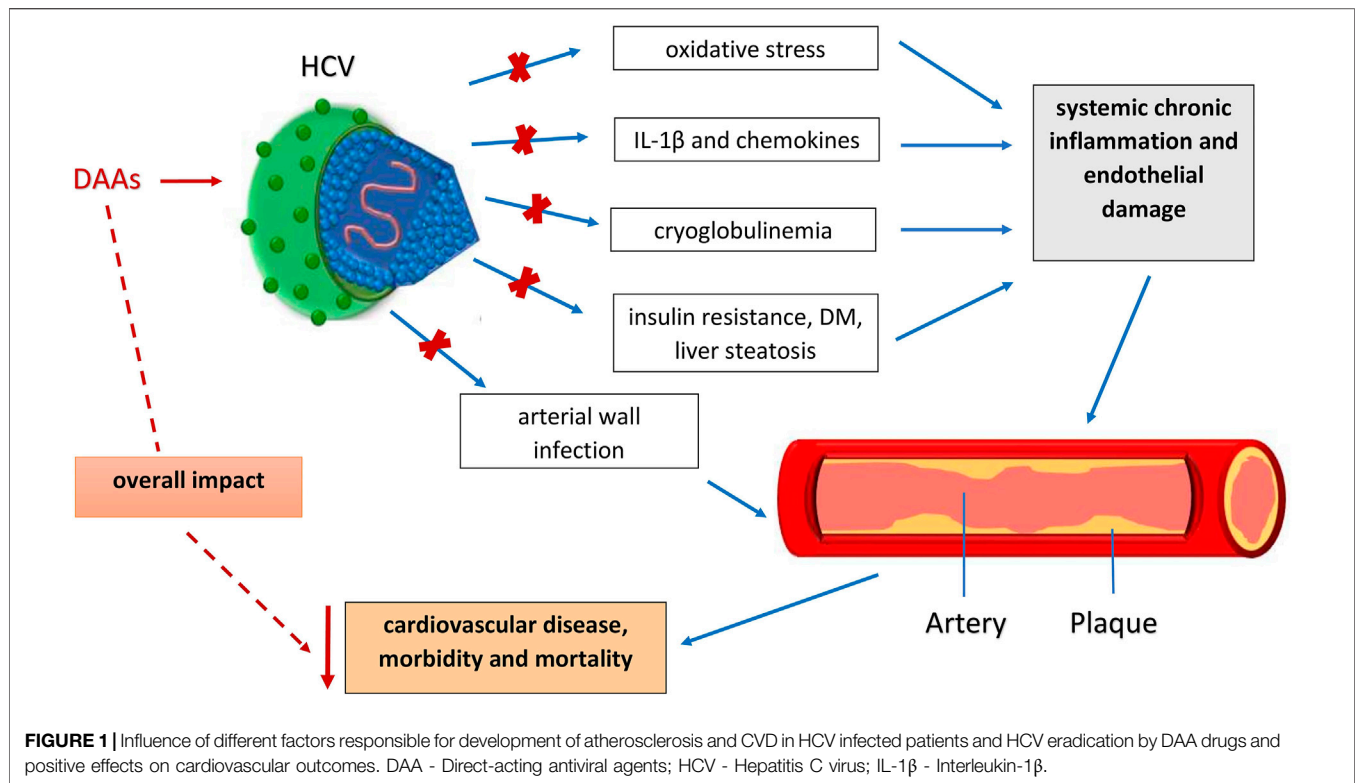 HCV
oxidative stress
IL-1β and chemokines
cryoglobulinemia
insulin resistance, DM,
liver steatosis
arterial wall
infection
systemic chronic
inflammation and
endothelial
damage
DAAs
overall impact
cardiovascular disease,
morbidity and mortality
Artery
Plaque
FIGURE 1 | Influence of different factors responsible for development of atherosclerosis and CVD in HCV infected patients and HCV eradication by DAA drugs and
positive effects on cardiovascular outcomes. DAA - Direct-acting antiviral agents; HCV - Hepatitis C virus; IL-1β - Interleukin-1β.